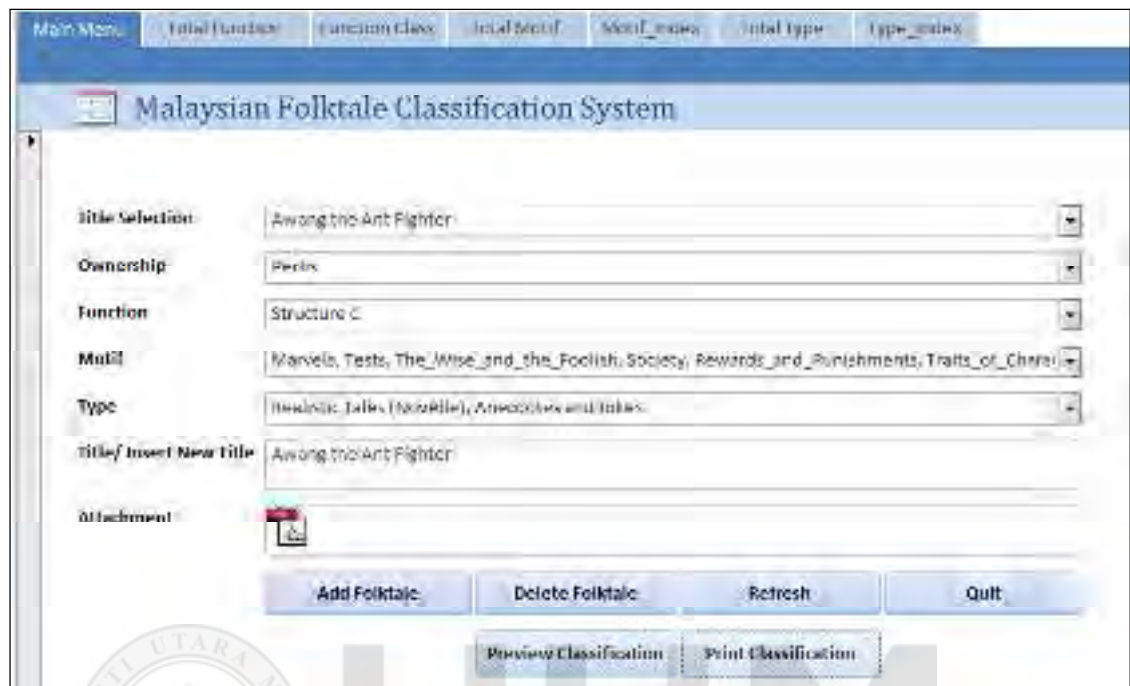 Main Menu Total Function Function Class Total Motif Motif_Index Total Type Type_Index
Malaysian Folktale Classification System
Title Selection Awang the Ant Fighter
Ownership Perlis
Function Structure C
Motif Marvels, Tests, The_Wise_and_the_Foolish, Society, Rewards_and_Punishments, Traits_of_Charac
Type Realistic Tales (Novelle), Anecdotes and Jokes
Title/ Insert New Title Awang the Ant Fighter
Attachment
Add Folktale Delete Folktale Refresh Quit
Preview Classification Print Classification
UTARA